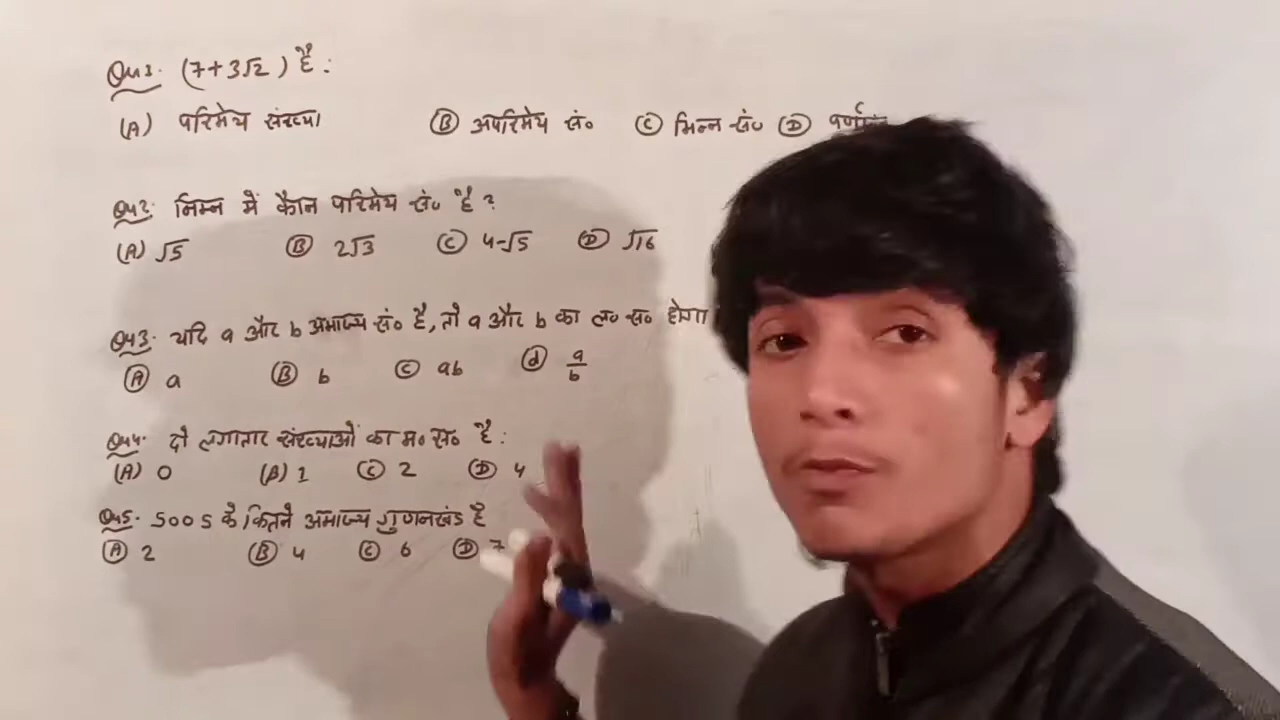 Qu1. (7+3√2) है:
(A) परिमेय संख्या (B) अपरिमेय सं० (C) भिन्न सं० (D)
Qu2. निम्न में कौन परिमेय सं० है?
(A) √5 (B) 2√3 (C) 4-√5 (D) √16
Qu3. यदि a और b अभाज्य सं० है, तो a और b का ल० स० होगा
(A) a (B) b (C) ab (d) a/b
Qu4. दो लगातार संख्याओं का म० स० है:
(A) 0 (B) 1 (C) 2 (D) 4
Qu5. 5005 के कितने अभाज्य गुणनखंड है
(A) 2 (B) 4 (C) 6 (D) 7